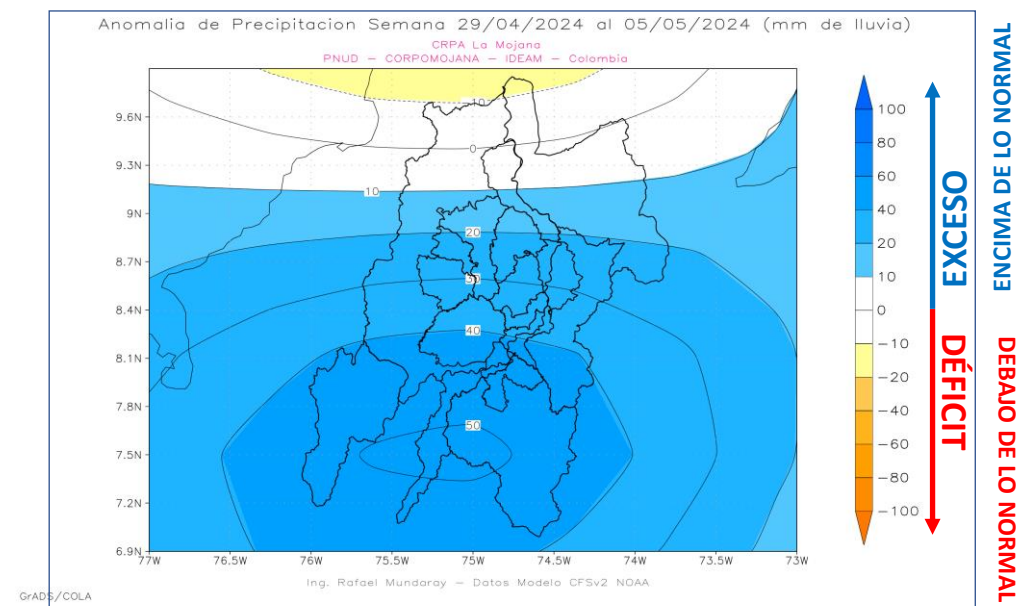 Anomalia de Precipitacion Semana 29/04/2024 al 05/05/2024 (mm de lluvia)
CRPA La Mojana
PNUD – CORPOMOJANA – IDEAM – Colombia
9.6N
9.3N
9N
8.7N
8.4N
8.1N
7.8N
7.5N
7.2N
6.9N
77W
76.5W
76W
75.5W
75W
74.5W
74W
73.5W
73W
-10
0
10
20
30
40
50
100
80
60
40
20
10
0
-10
-20
-40
-60
-80
-100
EXCESO
DÉFICIT
ENCIMA DE LO NORMAL
DEBAJO DE LO NORMAL
Ing. Rafael Mundaray – Datos Modelo CFSv2 NOAA
GrADS/COLA